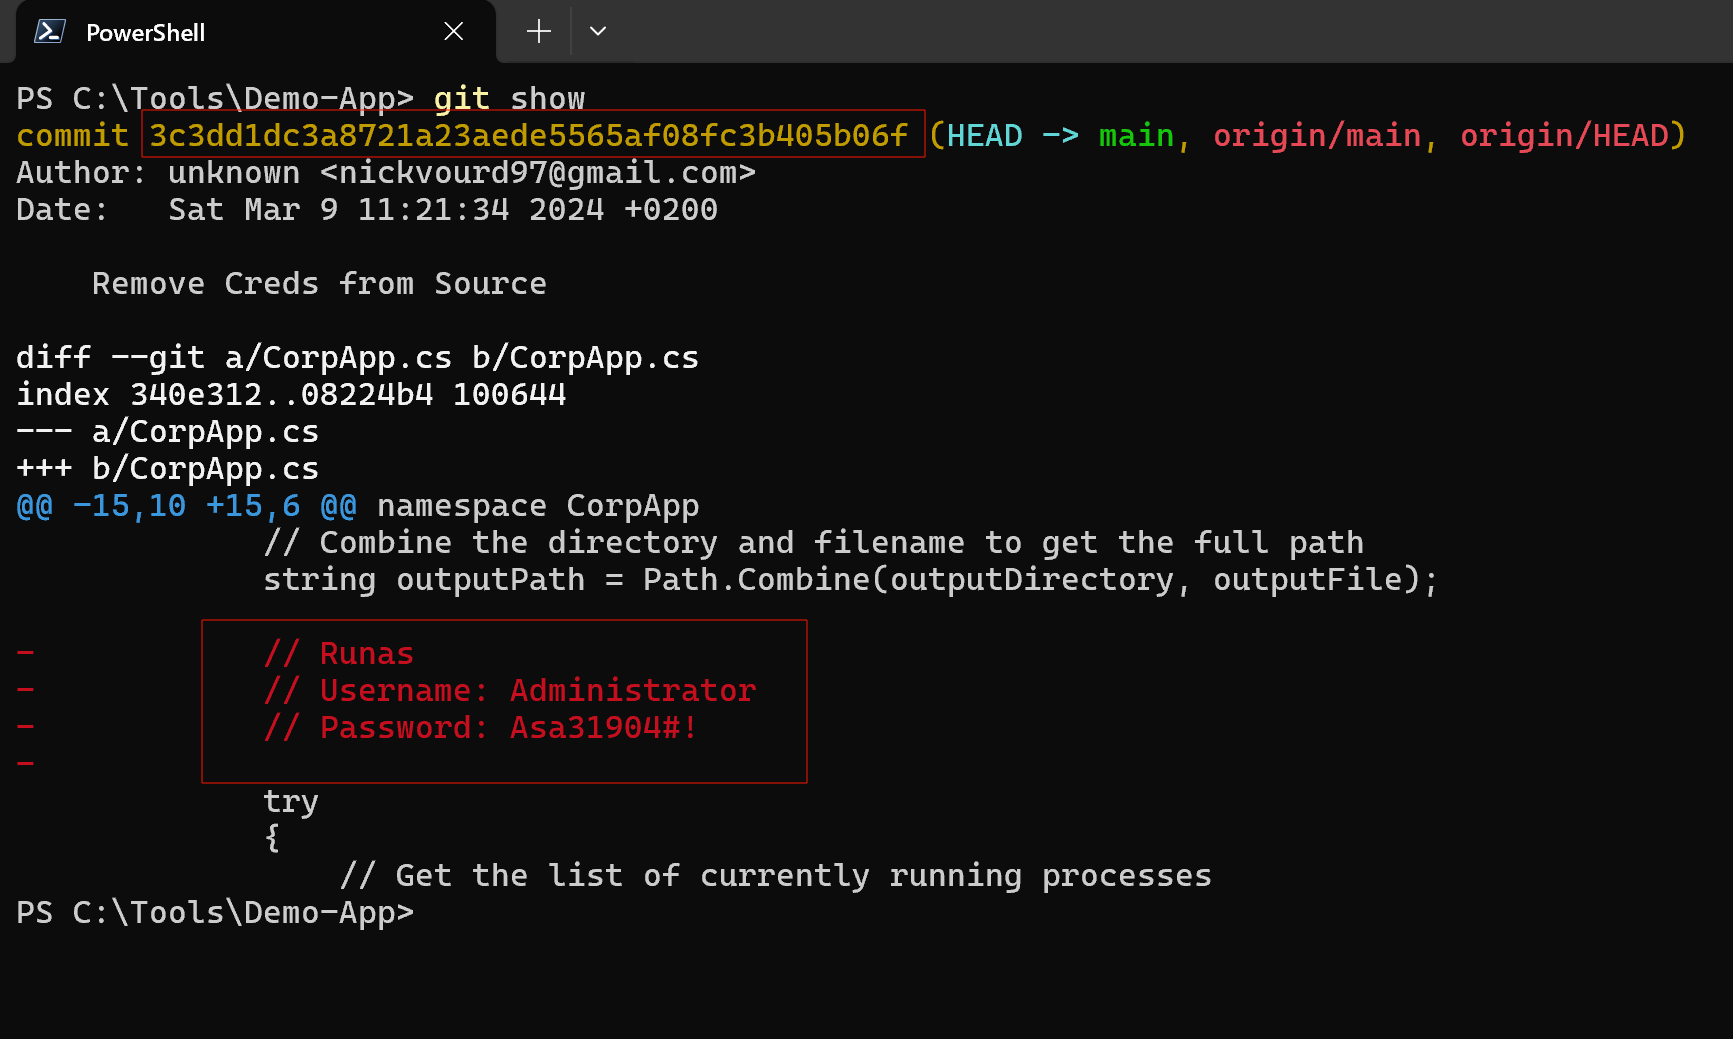 PowerShell
PS C:\Tools\Demo-App> git show
commit 3c3dd1dc3a8721a23aede5565af08fc3b405b06f (HEAD -> main, origin/main, origin/HEAD)
Author: unknown <nickvourd97@gmail.com>
Date:   Sat Mar 9 11:21:34 2024 +0200
    Remove Creds from Source
diff --git a/CorpApp.cs b/CorpApp.cs
index 340e312..08224b4 100644
--- a/CorpApp.cs
+++ b/CorpApp.cs
@@ -15,10 +15,6 @@ namespace CorpApp
             // Combine the directory and filename to get the full path
             string outputPath = Path.Combine(outputDirectory, outputFile);
-            // Runas
-            // Username: Administrator
-            // Password: Asa31904#!
-
             try
             {
                 // Get the list of currently running processes
PS C:\Tools\Demo-App>